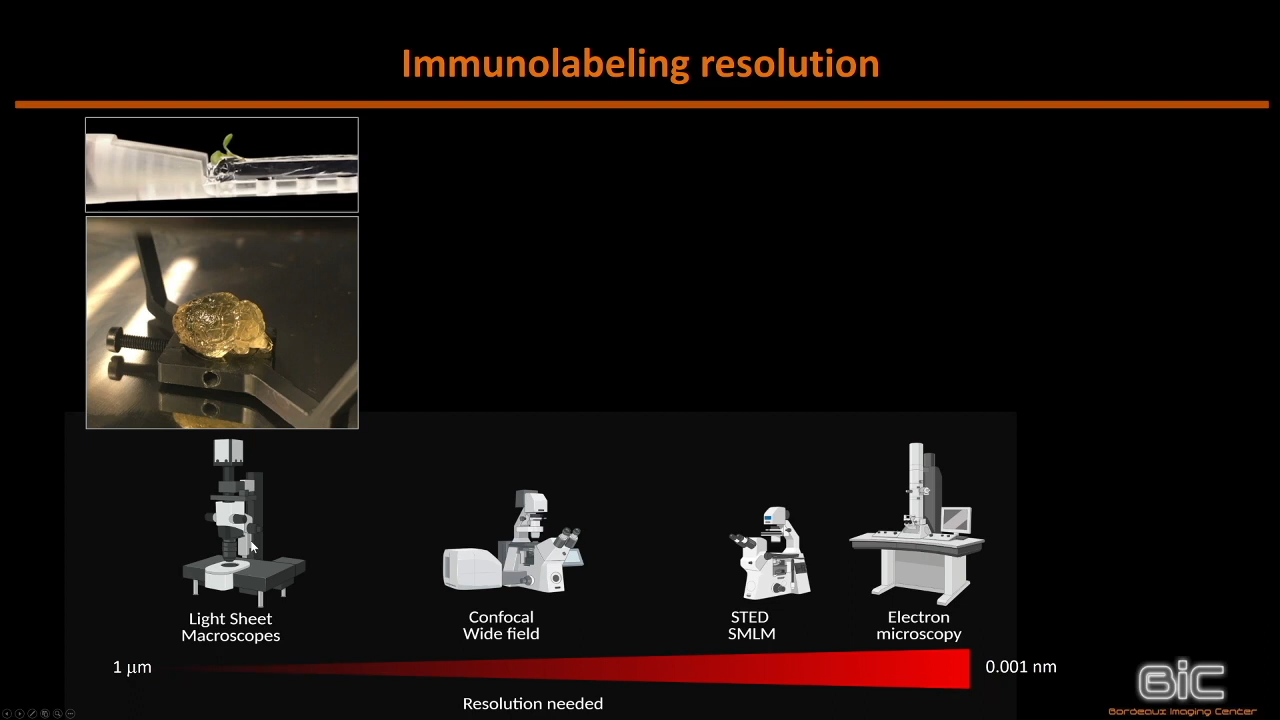 Immunolabeling resolution
Light Sheet
Macroscopes
Confocal
Wide field
STED
SMLM
Electron
microscopy
1 μm
0.001 nm
Resolution needed
BiC
Bordeaux Imaging Center